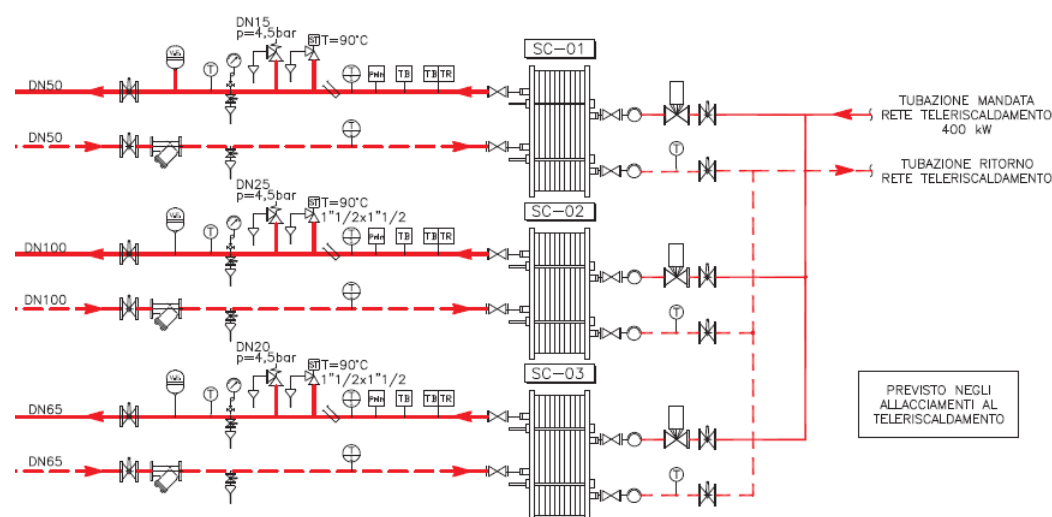 DN15
p=4,5bar
ST T=90°C
SC-01
T
T
Pmin
TB
TB TR
DN50
TUBAZIONE MANDATA
RETE TELERISCALDAMENTO
400 kW
DN50
T
T
TUBAZIONE RITORNO
RETE TELERISCALDAMENTO
DN25
p=4,5bar
ST T=90°C
1"1/2x1"1/2
SC-02
T
T
Pmin
TB
TB TR
DN100
DN100
T
T
DN20
p=4,5bar
ST T=90°C
1"1/2x1"1/2
SC-03
T
T
Pmin
TB
TB TR
DN65
PREVISTO NEGLI
ALLACCIAMENTI AL
TELERISCALDAMENTO
DN65
T
T